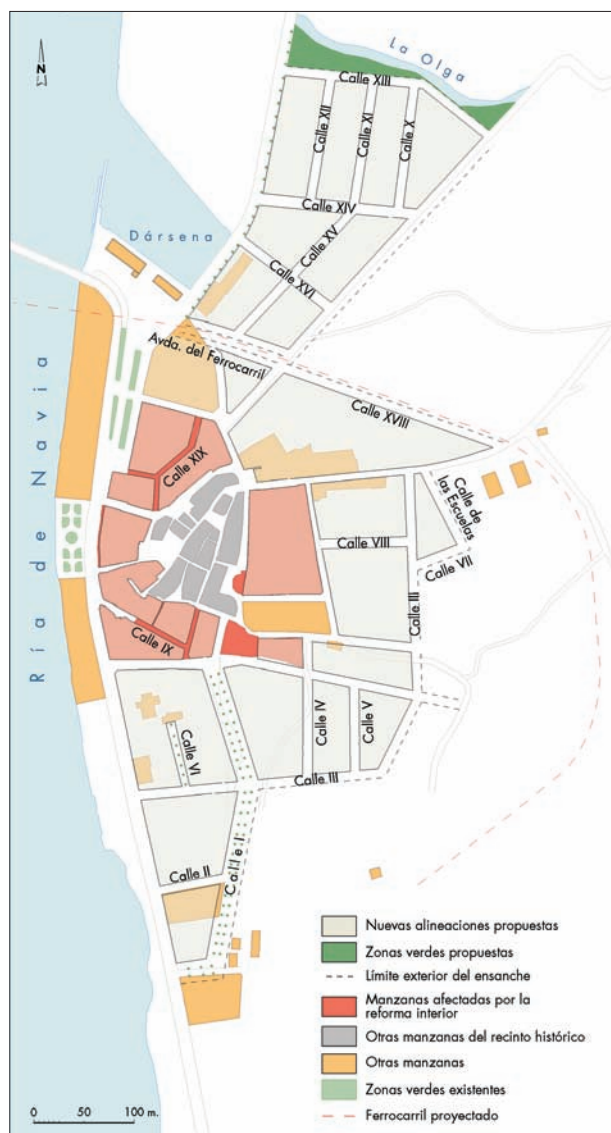 La Olga
N
Calle XIII
Calle XII
Calle XI
Calle X
Calle XIV
Dársena
Calle XV
Calle XVI
Avda. del Ferrocarril
Calle XVIII
Ría de Navia
Calle XIX
Calle de
las Escuelas
Calle VIII
Calle VII
Calle III
Calle IX
Calle IV
Calle V
Calle VI
Calle III
Calle I
Calle II
Nuevas alineaciones propuestas
Zonas verdes propuestas
Límite exterior del ensanche
Manzanas afectadas por la
reforma interior
Otras manzanas del recinto histórico
Otras manzanas
Zonas verdes existentes
Ferrocarril proyectado
0 50 100 m.